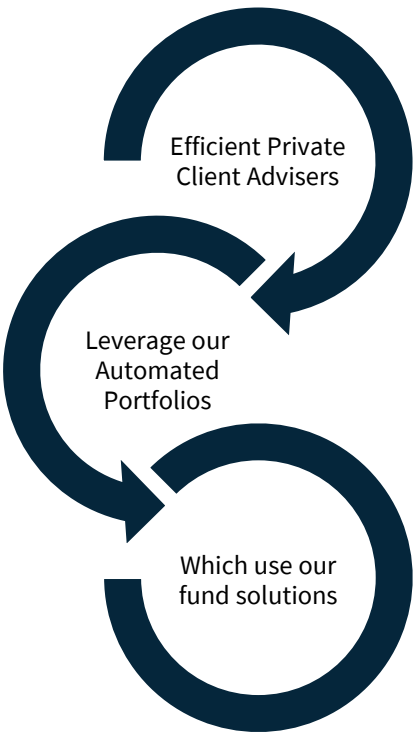 Efficient Private
Client Advisers
Leverage our
Automated
Portfolios
Which use our
fund solutions